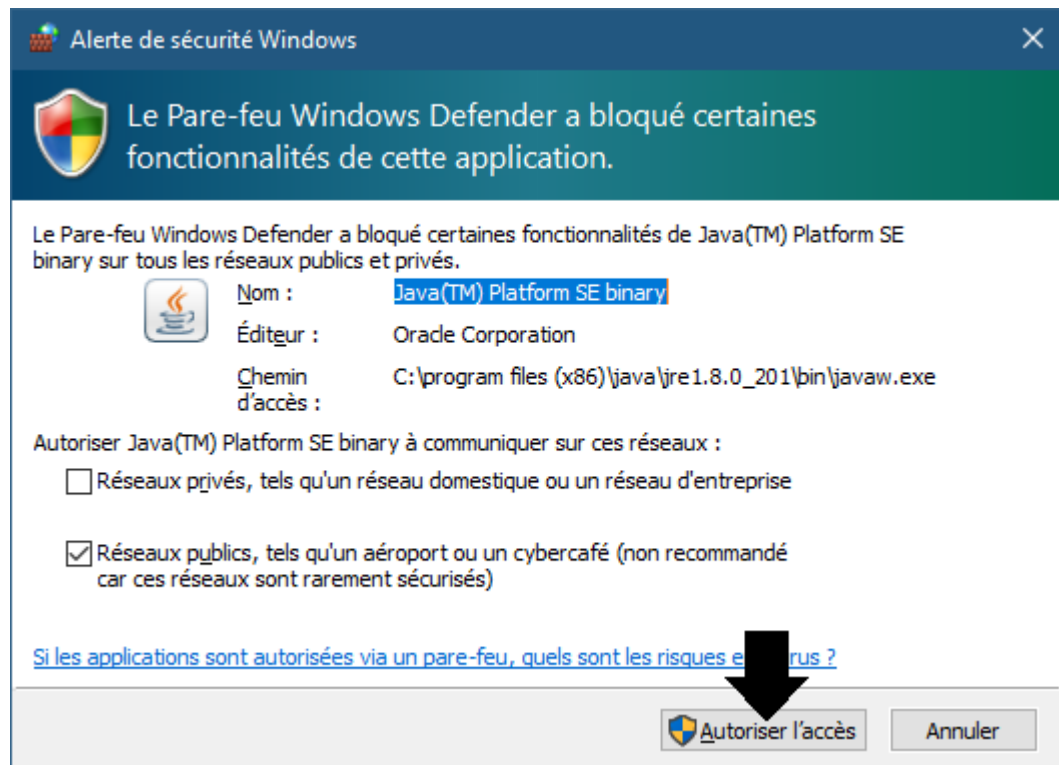 Alerte de sécurité Windows
Le Pare-feu Windows Defender a bloqué certaines
fonctionnalités de cette application.
Le Pare-feu Windows Defender a bloqué certaines fonctionnalités de Java(TM) Platform SE
binary sur tous les réseaux publics et privés.
Nom : Java(TM) Platform SE binary
Éditeur : Oracle Corporation
Chemin C:\program files (x86)\java\jre1.8.0_201\bin\javaw.exe
d'accès :
Autoriser Java(TM) Platform SE binary à communiquer sur ces réseaux :
Réseaux privés, tels qu'un réseau domestique ou un réseau d'entreprise
Réseaux publics, tels qu'un aéroport ou un cybercafé (non recommandé
car ces réseaux sont rarement sécurisés)
Si les applications sont autorisées via un pare-feu, quels sont les risques ?
Autoriser l'accès Annuler